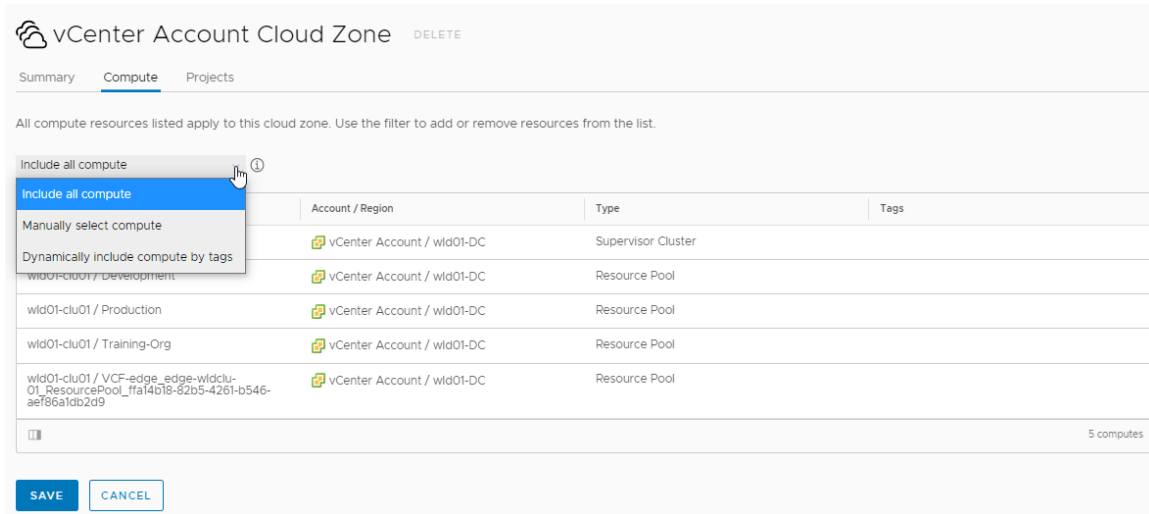 vCenter Account Cloud Zone DELETE
Summary Compute Projects
All compute resources listed apply to this cloud zone. Use the filter to add or remove resources from the list.
Include all compute
Include all compute
Manually select compute
Dynamically include compute by tags
Account / Region Type Tags
vCenter Account / wld01-DC Supervisor Cluster
wld01-clu01 / Development vCenter Account / wld01-DC Resource Pool
wld01-clu01 / Production vCenter Account / wld01-DC Resource Pool
wld01-clu01 / Training-Org vCenter Account / wld01-DC Resource Pool
wld01-clu01 / VCF-edge_edge-wldclu- vCenter Account / wld01-DC Resource Pool
01_ResourcePool_ffa14b18-82b5-4261-b546-
aef86a1db2d9
5 computes
SAVE CANCEL